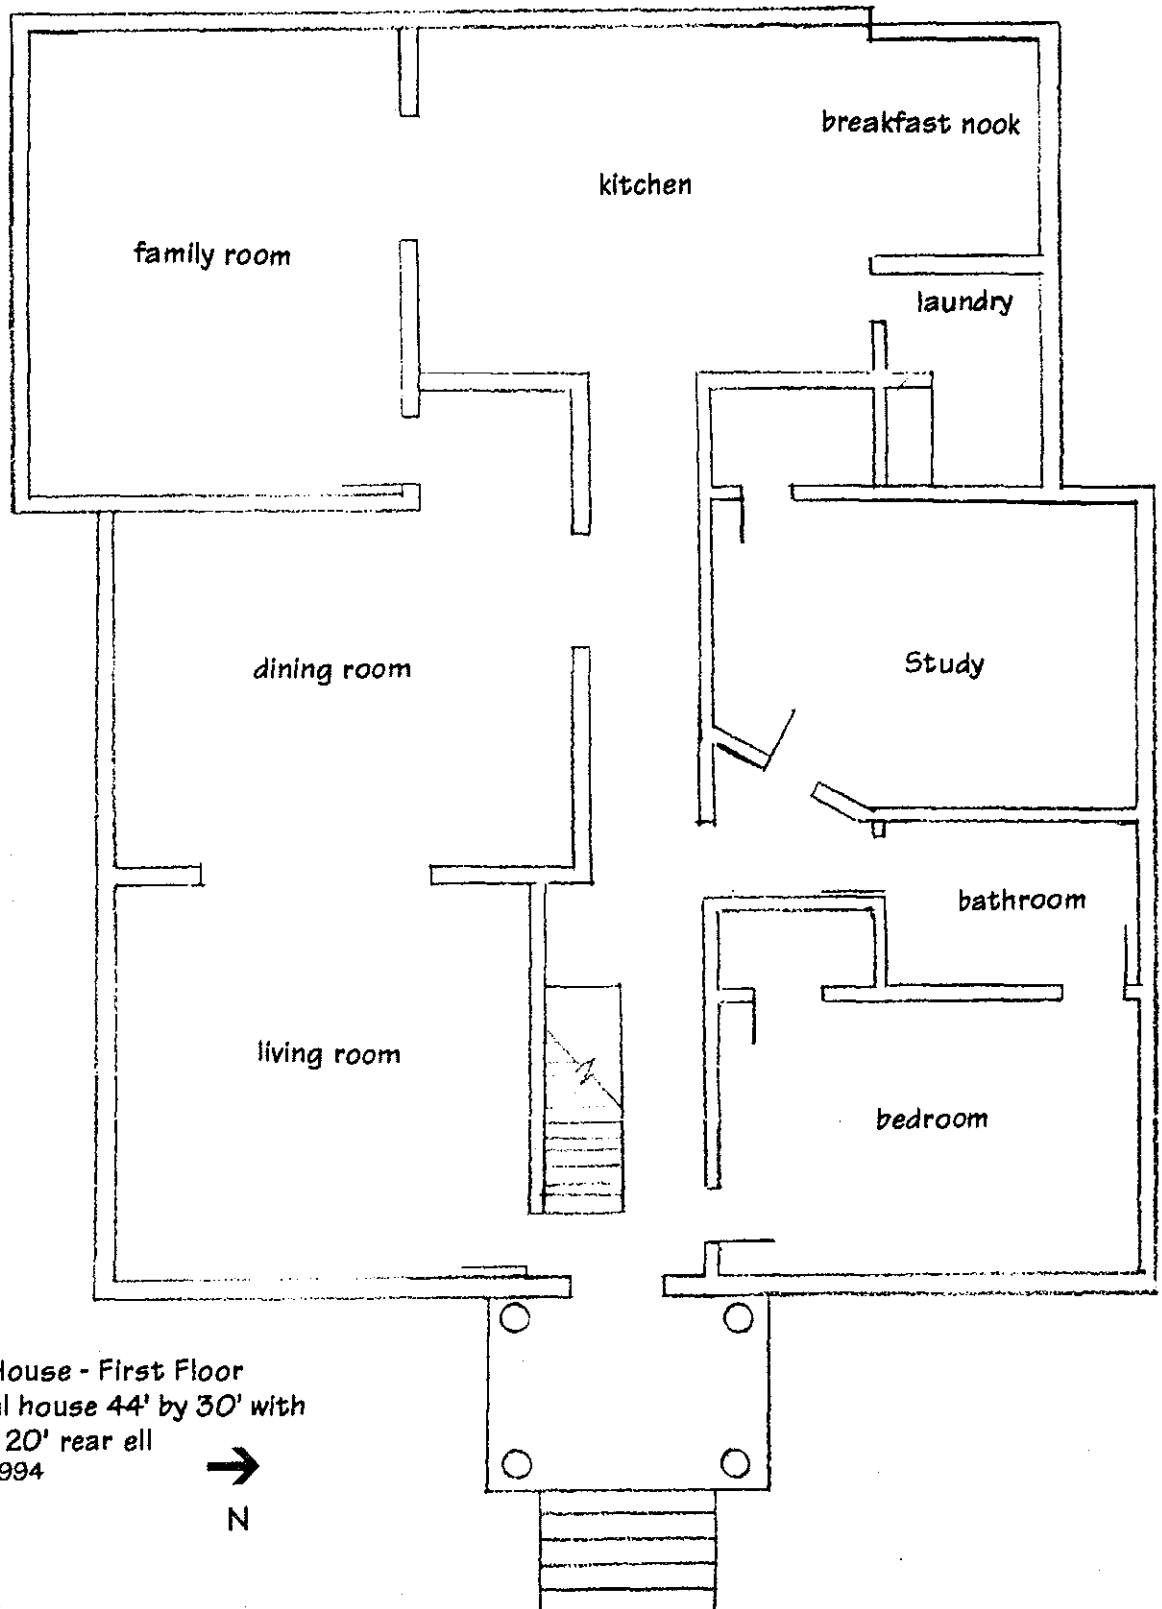 breakfast nook
kitchen
family room
laundry
dining room
Study
bathroom
living room
bedroom
House - First Floor
house 44' by 30' with
20' rear ell
994
N